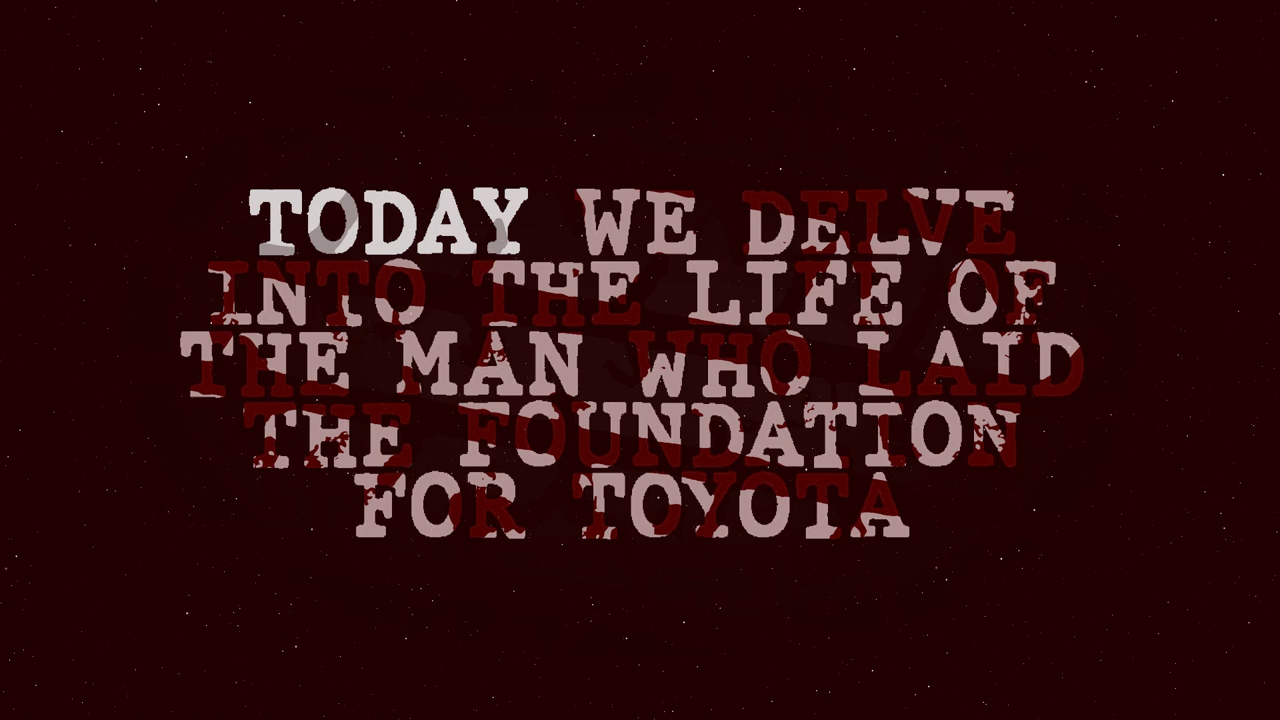 TODAY WE DELVE
INTO THE LIFE OF
THE MAN WHO LAID
THE FOUNDATION
FOR TOYOTA